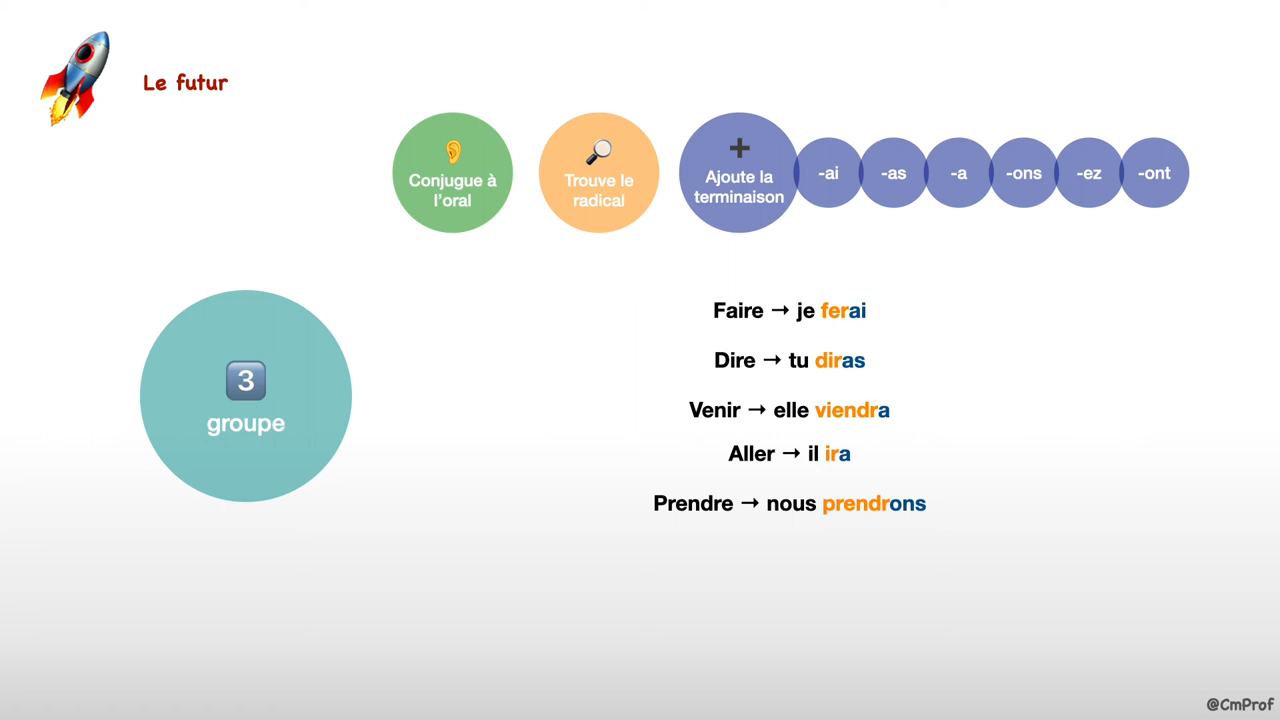 Le futur
Conjugue à
l'oral
Trouve le
radical
Ajoute la
terminaison
-ai
-as
-a
-ons
-ez
-ont
3
groupe
Faire → je ferai
Dire → tu diras
Venir → elle viendra
Aller → il ira
Prendre → nous prendrons
@CmProf